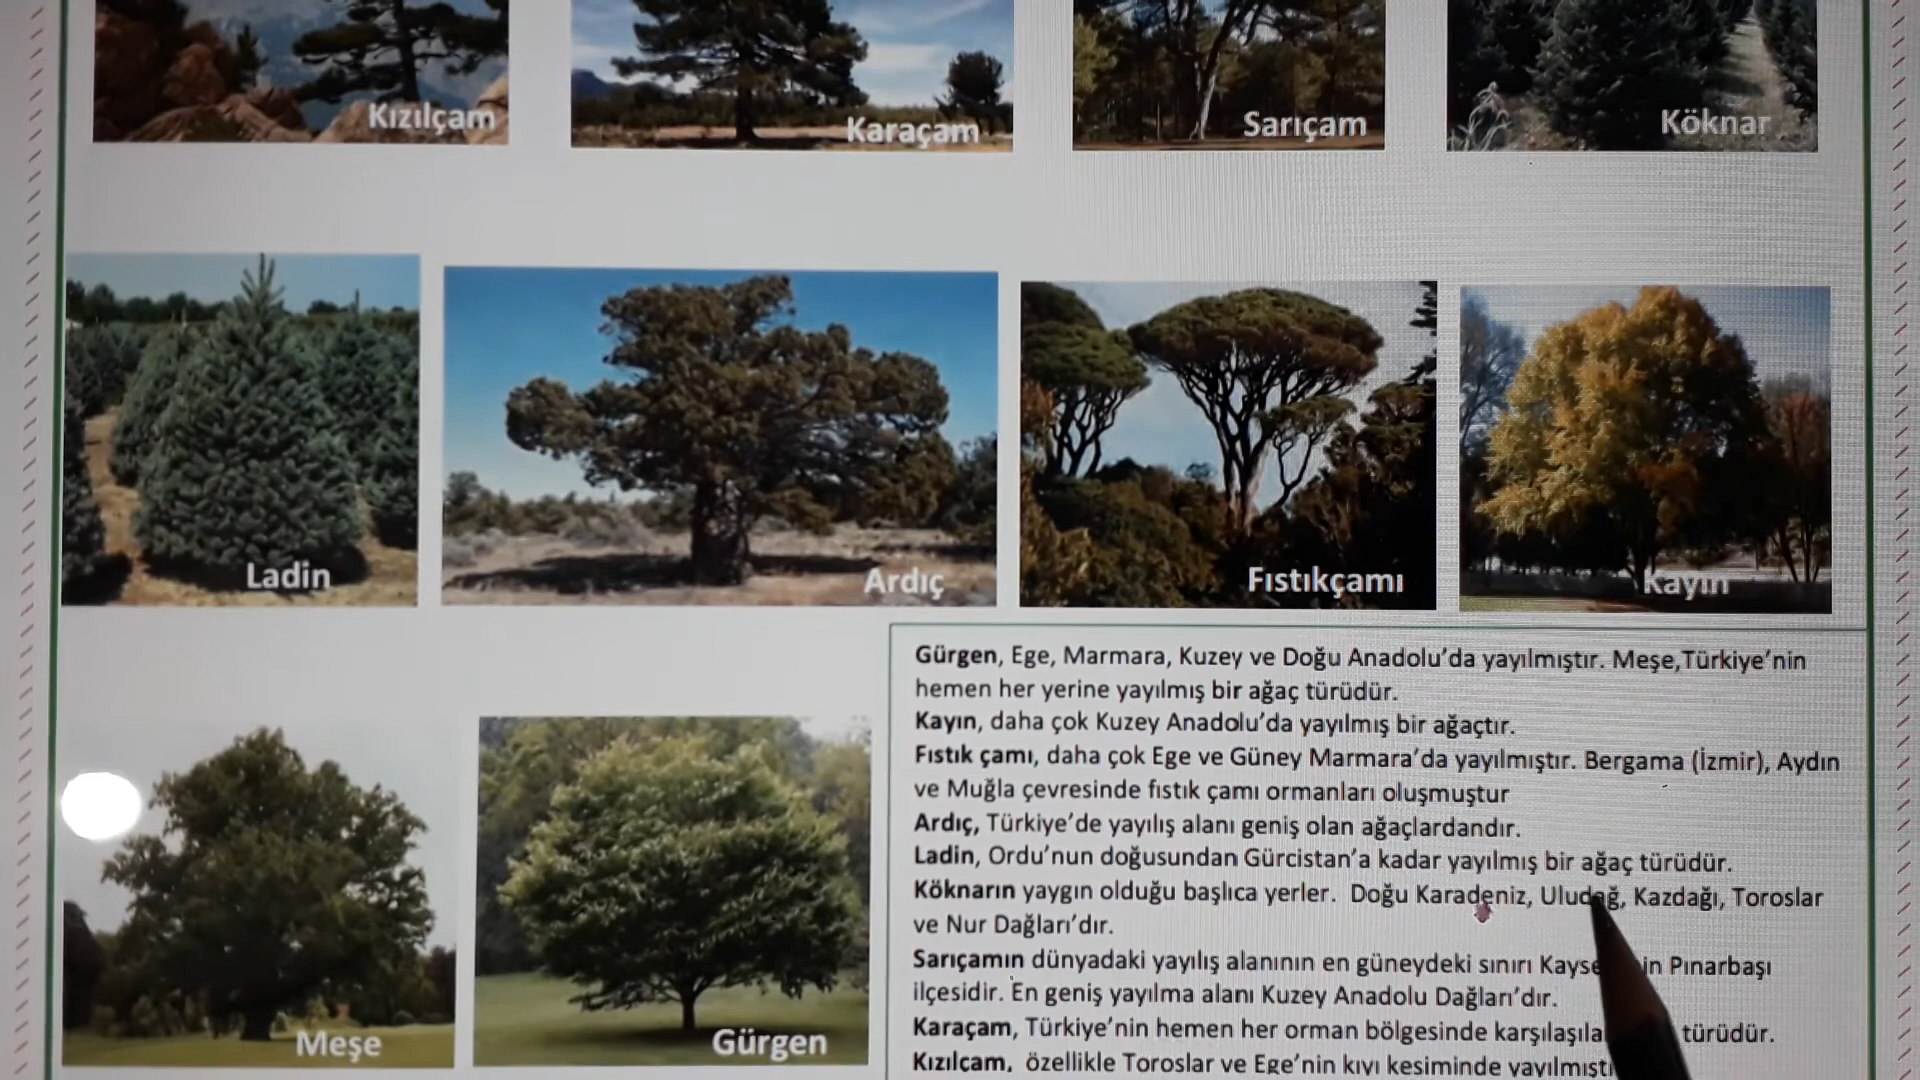 Kızılçam
Karaçam
Sarıçam
Köknar
Ladin
Ardıç
Fıstıkçamı
Kayın
Meşe
Gürgen
Gürgen, Ege, Marmara, Kuzey ve Doğu Anadolu'da yayılmıştır. Meşe,Türkiye'nin
hemen her yerine yayılmış bir ağaç türüdür.
Kayın, daha çok Kuzey Anadolu'da yayılmış bir ağaçtır.
Fıstık çamı, daha çok Ege ve Güney Marmara'da yayılmıştır. Bergama (İzmir), Aydın
ve Muğla çevresinde fıstık çamı ormanları oluşmuştur
Ardıç, Türkiye'de yayılış alanı geniş olan ağaçlardandır.
Ladin, Ordu'nun doğusundan Gürcistan'a kadar yayılmış bir ağaç türüdür.
Köknarın yaygın olduğu başlıca yerler. Doğu Karadeniz, Uludağ, Kazdağı, Toroslar
ve Nur Dağları'dır.
Sarıçamın dünyadaki yayılış alanının en güneydeki sınırı Pınarbaşı
ilçesidir. En geniş yayılma alanı Kuzey Anadolu Dağları'dır.
Karaçam, Türkiye'nin hemen her orman bölgesinde türüdür.
Kızılçam, özellikle Toroslar ve Ege'nin kıyı kesiminde